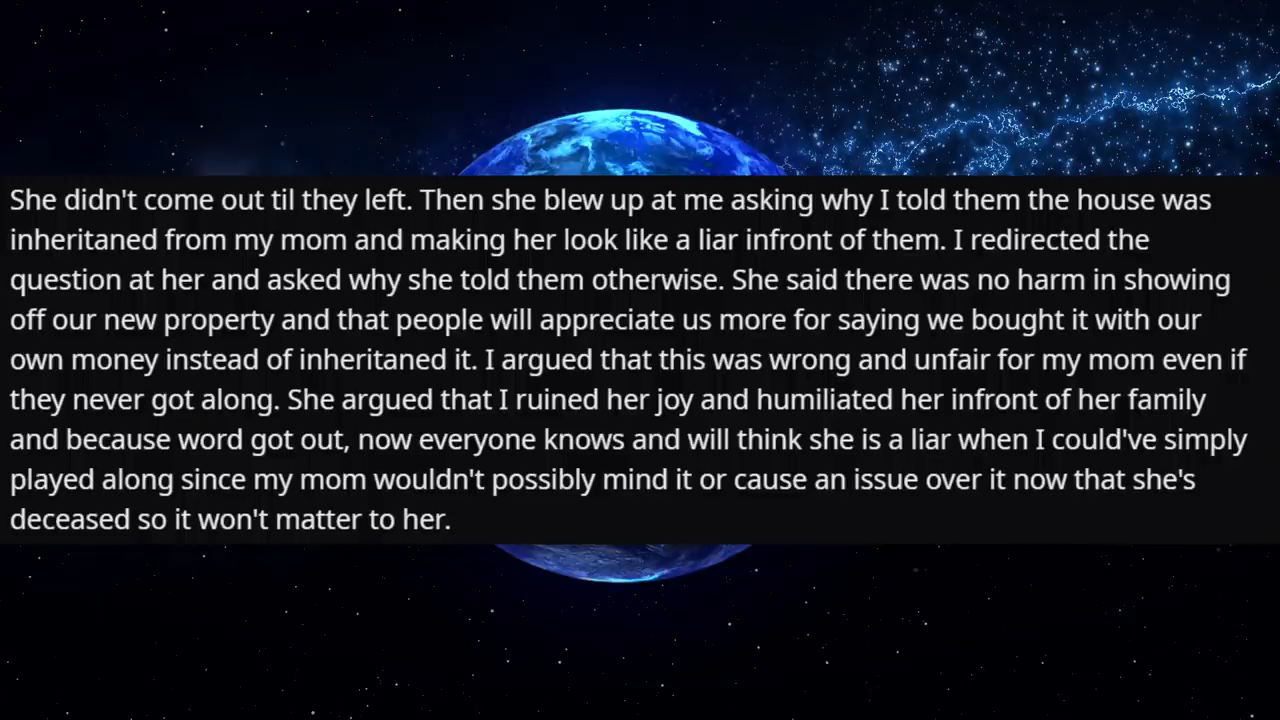 She didn't come out til they left. Then she blew up at me asking why I told them the house was
inheritaned from my mom and making her look like a liar infront of them. I redirected the
question at her and asked why she told them otherwise. She said there was no harm in showing
off our new property and that people will appreciate us more for saying we bought it with our
own money instead of inheritaned it. I argued that this was wrong and unfair for my mom even if
they never got along. She argued that I ruined her joy and humiliated her infront of her family
and because word got out, now everyone knows and will think she is a liar when I could've simply
played along since my mom wouldn't possibly mind it or cause an issue over it now that she's
deceased so it won't matter to her.